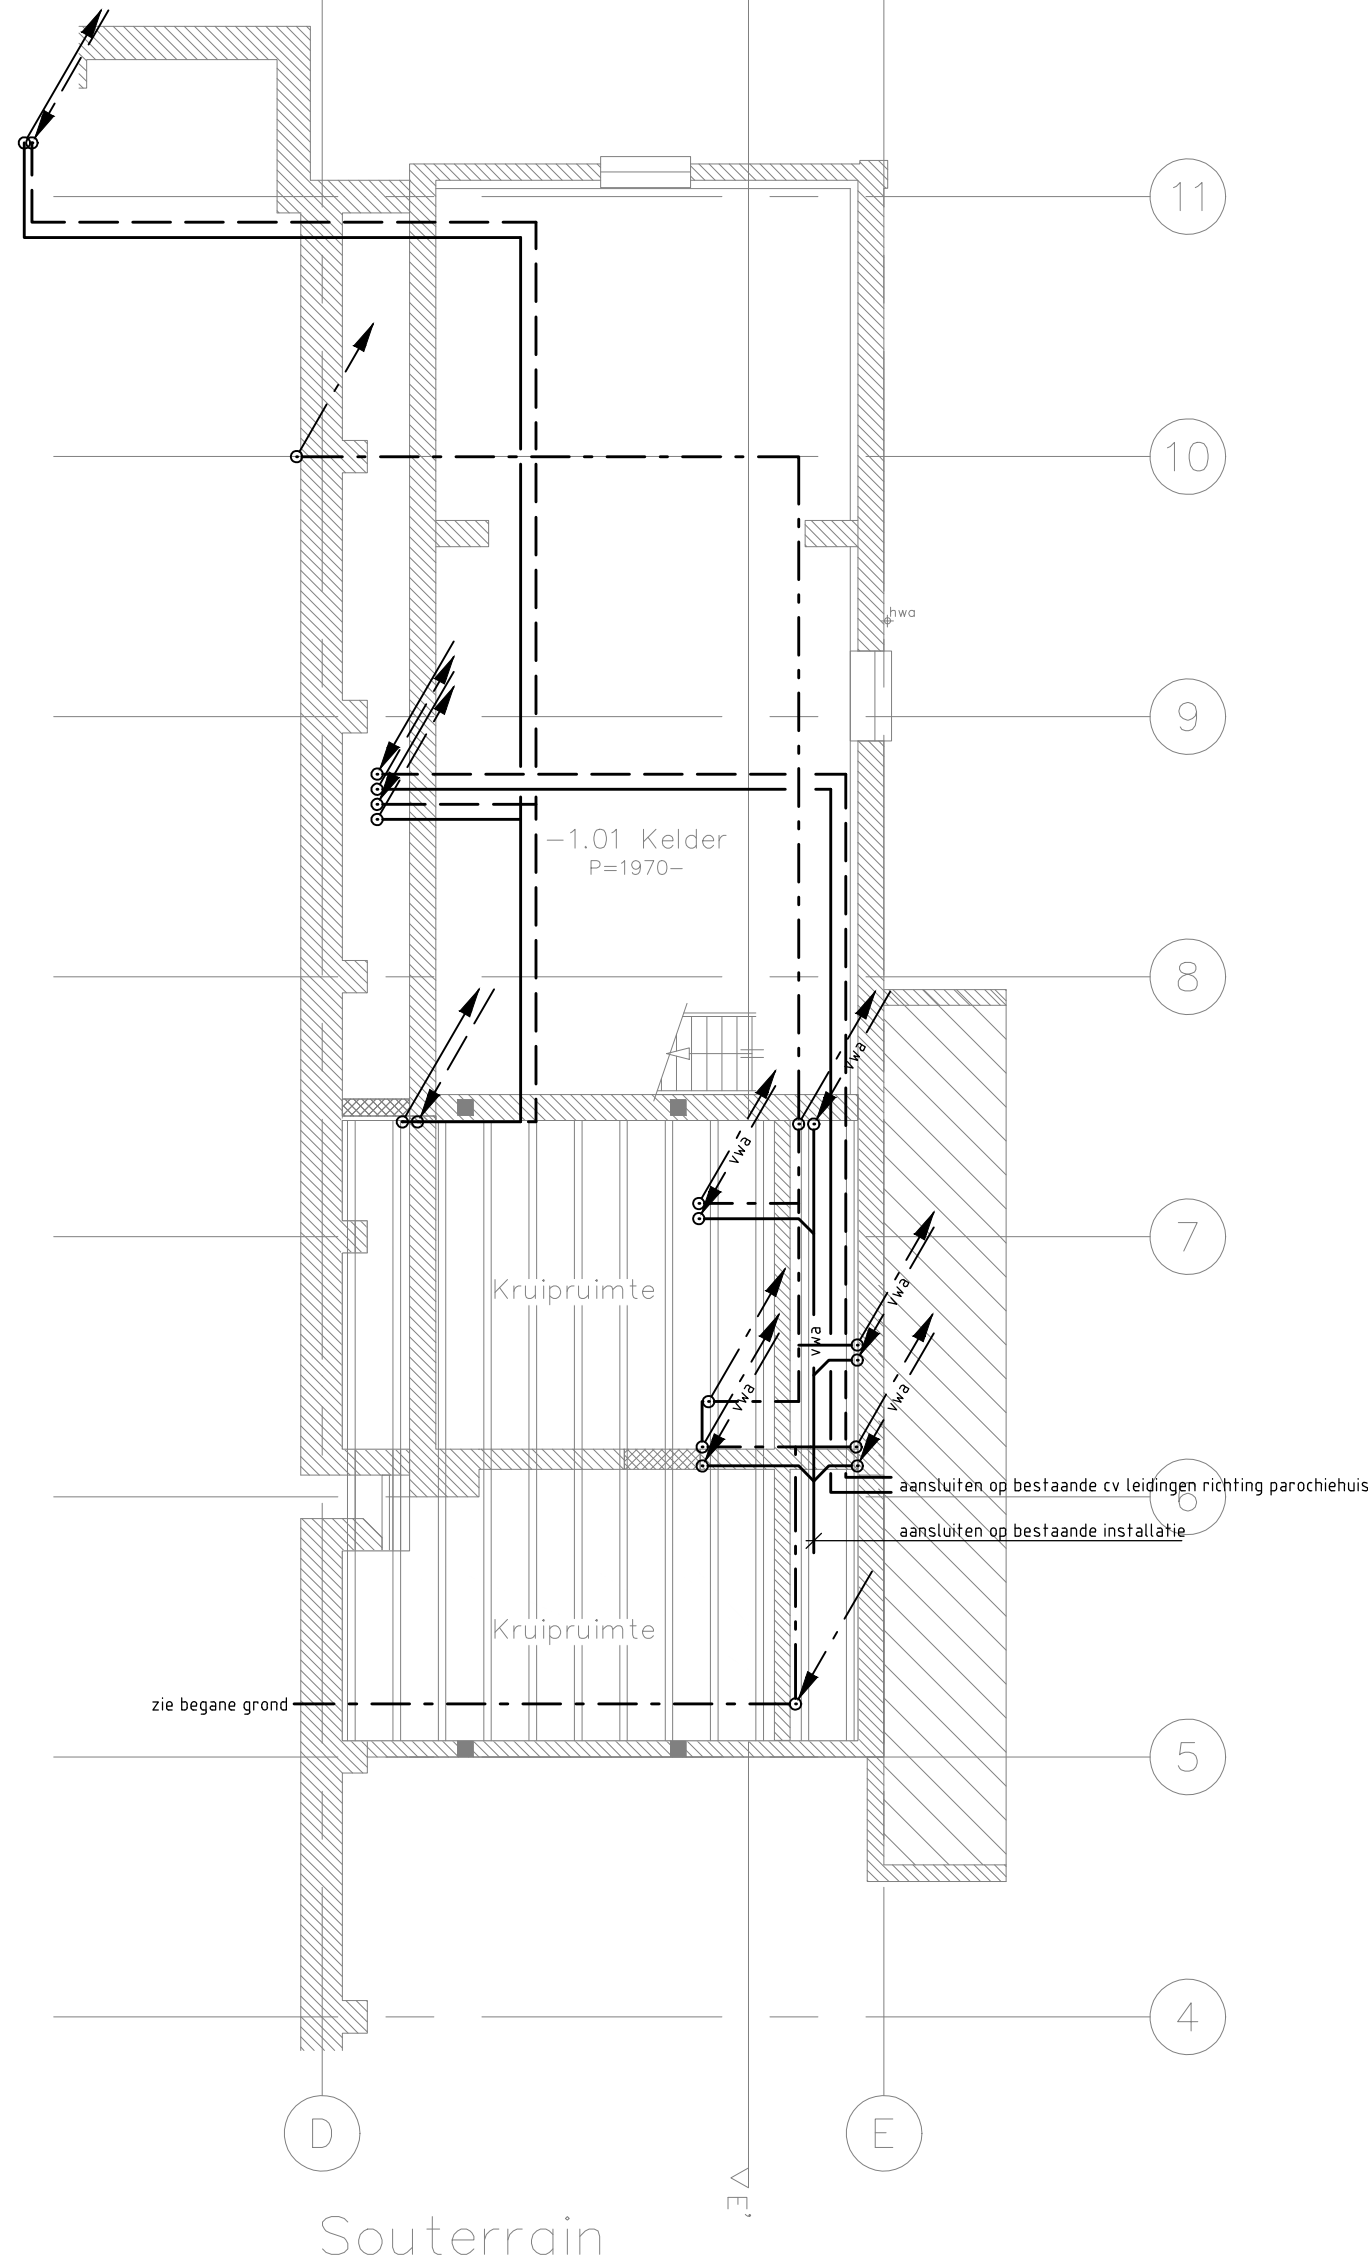 11
10
hwa
9
-1.01 Kelder
P=1970-
8
vwa
vwa
7
Kruipruimte
vwa
vwa
vwa
vwa
aansluiten op bestaande cv leidingen richting parochiehuis
6
aansluiten op bestaande installatie
Kruipruimte
zie begane grond
5
4
D
E
E'
Souterrain